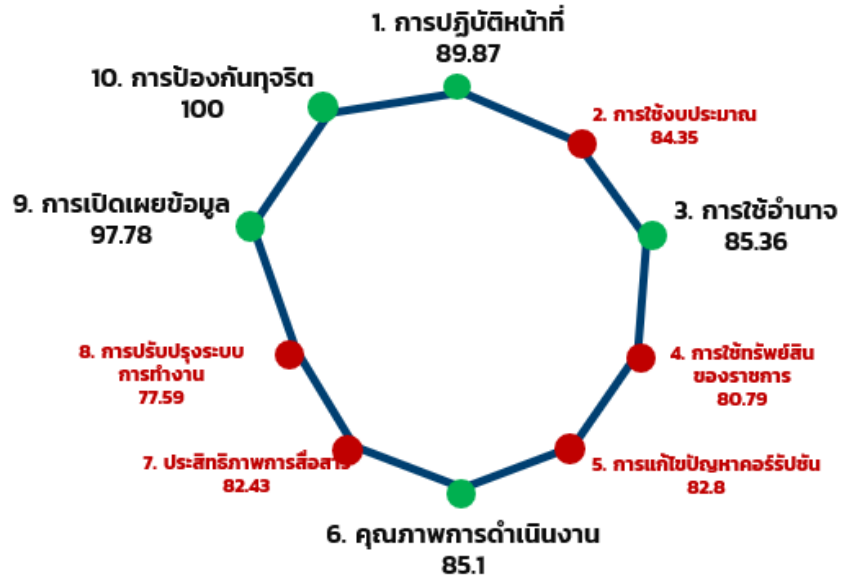 1. การปฏิบัติหน้าที่
89.87
2. การใช้งบประมาณ
84.35
3. การใช้อำนาจ
85.36
4. การใช้ทรัพย์สิน
ของราชการ
80.79
5. การแก้ไขปัญหาคอร์รัปชัน
82.8
6. คุณภาพการดำเนินงาน
85.1
7. ประสิทธิภาพการสื่อสาร
82.43
8. การปรับปรุงระบบ
การทำงาน
77.59
9. การเปิดเผยข้อมูล
97.78
10. การป้องกันทุจริต
100